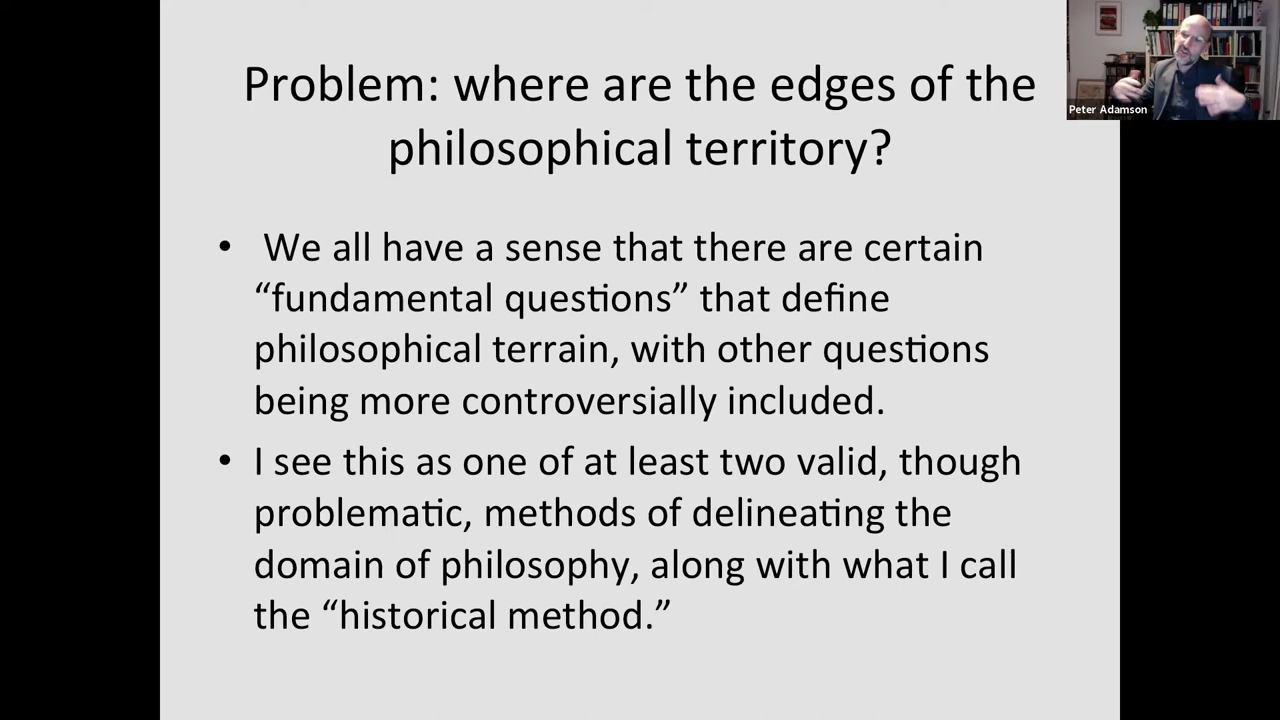 Problem: where are the edges of the
philosophical territory?
Peter Adamson
• We all have a sense that there are certain
“fundamental questions” that define
philosophical terrain, with other questions
being more controversially included.
• I see this as one of at least two valid, though
problematic, methods of delineating the
domain of philosophy, along with what I call
the “historical method.”